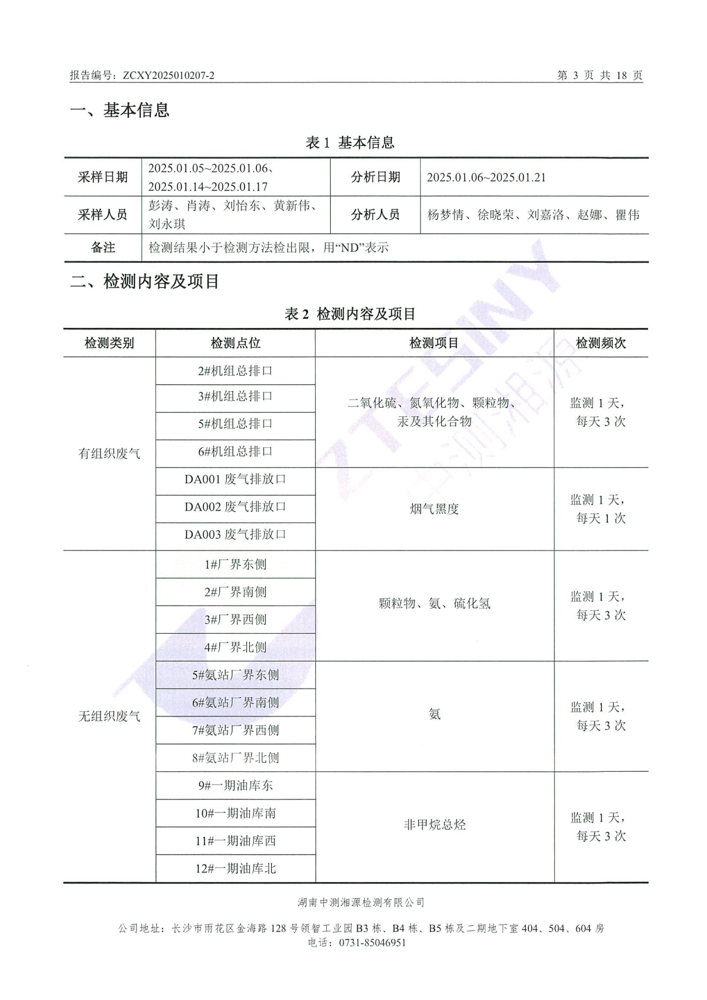 报告编号：ZCXY2025010207-2
第 3 页 共 18 页
一、基本信息
表 1 基本信息
采样日期
2025.01.05~2025.01.06、
2025.01.14~2025.01.17
分析日期
2025.01.06~2025.01.21
采样人员
彭涛、肖涛、刘怡东、黄新伟、
刘永琪
分析人员
杨梦情、徐晓荣、刘嘉洛、赵娜、瞿伟
备注
检测结果小于检测方法检出限，用“ND”表示
二、检测内容及项目
表 2 检测内容及项目
检测类别
检测点位
检测项目
检测频次
有组织废气
2#机组总排口
3#机组总排口
5#机组总排口
6#机组总排口
二氧化硫、氮氧化物、颗粒物、
汞及其化合物
监测 1 天，
每天 3 次
DA001 废气排放口
DA002 废气排放口
DA003 废气排放口
烟气黑度
监测 1 天，
每天 1 次
无组织废气
1#厂界东侧
2#厂界南侧
3#厂界西侧
4#厂界北侧
颗粒物、氨、硫化氢
监测 1 天，
每天 3 次
5#氨站厂界东侧
6#氨站厂界南侧
7#氨站厂界西侧
8#氨站厂界北侧
氨
监测 1 天，
每天 3 次
9#一期油库东
10#一期油库南
11#一期油库西
12#一期油库北
非甲烷总烃
监测 1 天，
每天 3 次
ZTESINY
中测湘源
湖南中测湘源检测有限公司
公司地址：长沙市雨花区金海路 128 号领智工业园 B3 栋、B4 栋、B5 栋及二期地下室 404、504、604 房
电话：0731-85046951